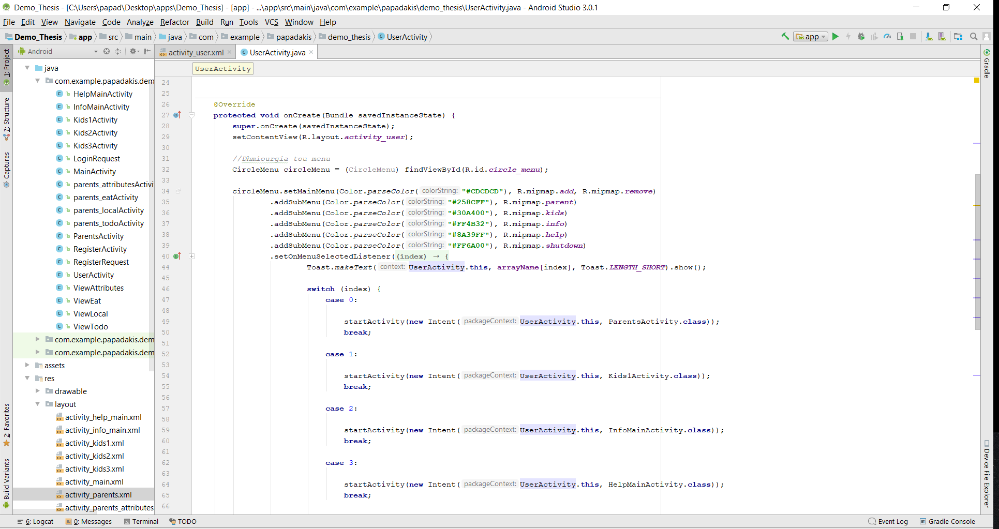 Demo_Thesis - [C:\Users\papad\Desktop\apps\Demo_Thesis] - [app] - ...\app\src\main\java\com\example\papadakis\demo_thesis\UserActivity.java - Android Studio 3.0.1
File Edit View Navigate Code Analyze Refactor Build Run Tools VCS Window Help
Demo_Thesis app src main java com example papadakis demo_thesis UserActivity
app
Android
activity_user.xml UserActivity.java
1: Project
7: Structure
Captures
2: Favorites
Build Variants
java
com.example.papadakis.dem
HelpMainActivity
InfoMainActivity
Kids1Activity
Kids2Activity
Kids3Activity
LoginRequest
MainActivity
parents_attributesActivi
parents_eatActivity
parents_localActivity
parents_todoActivity
ParentsActivity
RegisterActivity
RegisterRequest
UserActivity
ViewAttributes
ViewEat
ViewLocal
ViewTodo
com.example.papadakis.dem
com.example.papadakis.dem
assets
res
drawable
layout
activity_help_main.xml
activity_info_main.xml
activity_kids1.xml
activity_kids2.xml
activity_kids3.xml
activity_main.xml
activity_parents.xml
activity_parents_attributes
UserActivity
24
25
26 @Override
27 protected void onCreate(Bundle savedInstanceState) {
28 super.onCreate(savedInstanceState);
29 setContentView(R.layout.activity_user);
30
31 //Dhmiourgia tou menu
32 CircleMenu circleMenu = (CircleMenu) findViewById(R.id.circle_menu);
33
34 circleMenu.setMainMenu(Color.parseColor( colorString: "#CDCDCD"), R.mipmap.add, R.mipmap.remove)
35 .addSubMenu(Color.parseColor( colorString: "#258CFF"), R.mipmap.parent)
36 .addSubMenu(Color.parseColor( colorString: "#30A400"), R.mipmap.kids)
37 .addSubMenu(Color.parseColor( colorString: "#FF4B32"), R.mipmap.info)
38 .addSubMenu(Color.parseColor( colorString: "#8A39FF"), R.mipmap.help)
39 .addSubMenu(Color.parseColor( colorString: "#FF6A00"), R.mipmap.shutdown)
40 .setOnMenuSelectedListener((index) → {
44 Toast.makeText( context: UserActivity.this, arrayName[index], Toast.LENGTH_SHORT).show();
45
46 switch (index) {
47 case 0:
48
49 startActivity(new Intent( packageContext: UserActivity.this, ParentsActivity.class));
50 break;
51
52 case 1:
53
54 startActivity(new Intent( packageContext: UserActivity.this, Kids1Activity.class));
55 break;
56
57 case 2:
58
59 startActivity(new Intent( packageContext: UserActivity.this, InfoMainActivity.class));
60 break;
61
62 case 3:
63
64 startActivity(new Intent( packageContext: UserActivity.this, HelpMainActivity.class));
65 break;
66
Gradle
Device File Explorer
6: Logcat 0: Messages Terminal TODO Event Log Gradle Console